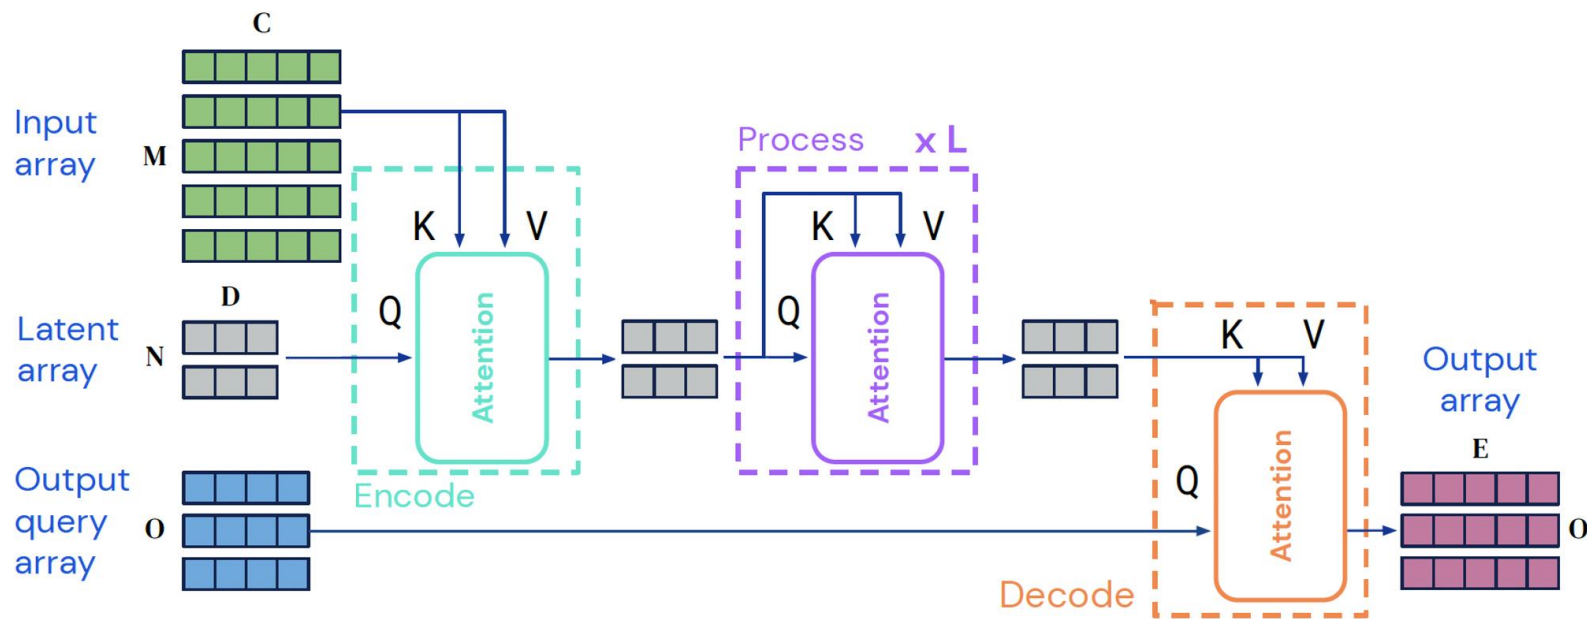 C
Input
array
M
Process
x L
K
V
K
V
D
Latent
array
N
Q
Attention
Q
Attention
K
V
Output
array
Output
query
array
O
Encode
Q
Attention
E
O
Decode